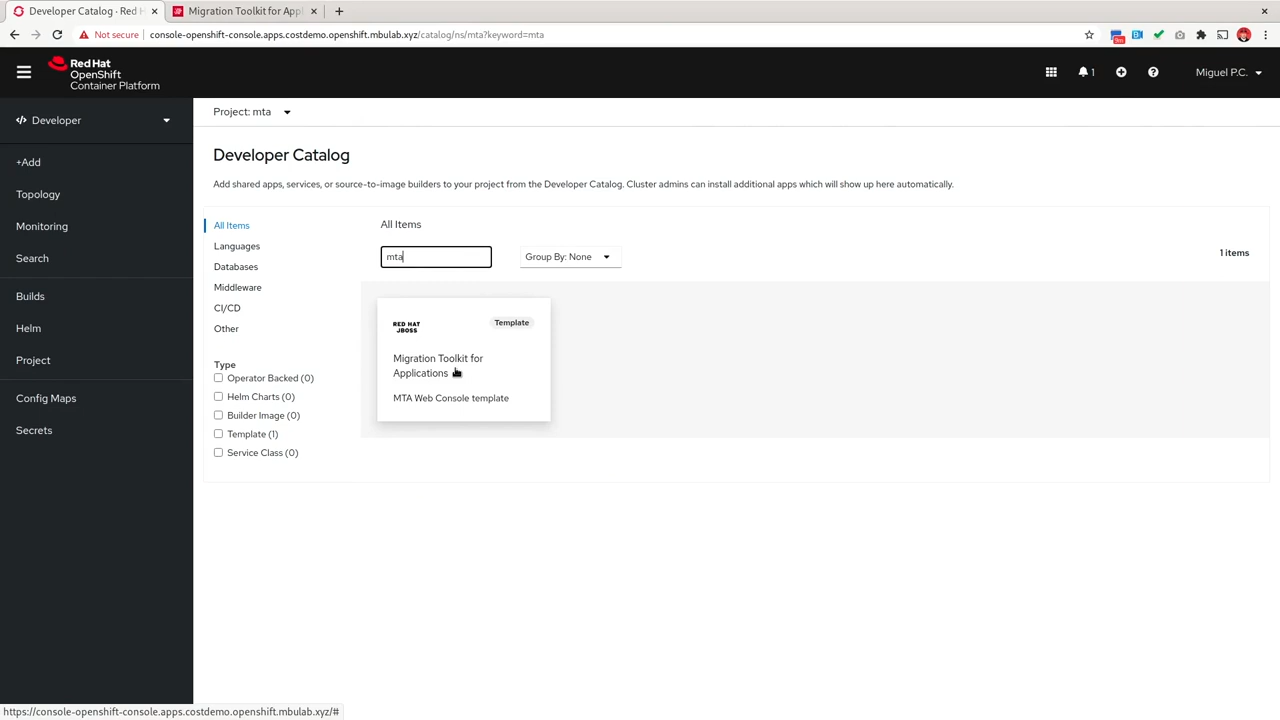 Developer Catalog · Red H
Migration Toolkit for Appl
Not secure
console-openshift-console.apps.costdemo.openshift.mbulab.xyz/catalog/ns/mta?keyword=mta
Red Hat
OpenShift
Container Platform
1
Miguel P.C.
Developer
+Add
Topology
Monitoring
Search
Builds
Helm
Project
Config Maps
Secrets
Project: mta
Developer Catalog
Add shared apps, services, or source-to-image builders to your project from the Developer Catalog. Cluster admins can install additional apps which will show up here automatically.
All Items
Languages
Databases
Middleware
CI/CD
Other
Type
Operator Backed (0)
Helm Charts (0)
Builder Image (0)
Template (1)
Service Class (0)
All Items
mta
Group By: None
1 items
RED HAT
JBOSS
Template
Migration Toolkit for
Applications
MTA Web Console template
https://console-openshift-console.apps.costdemo.openshift.mbulab.xyz/#